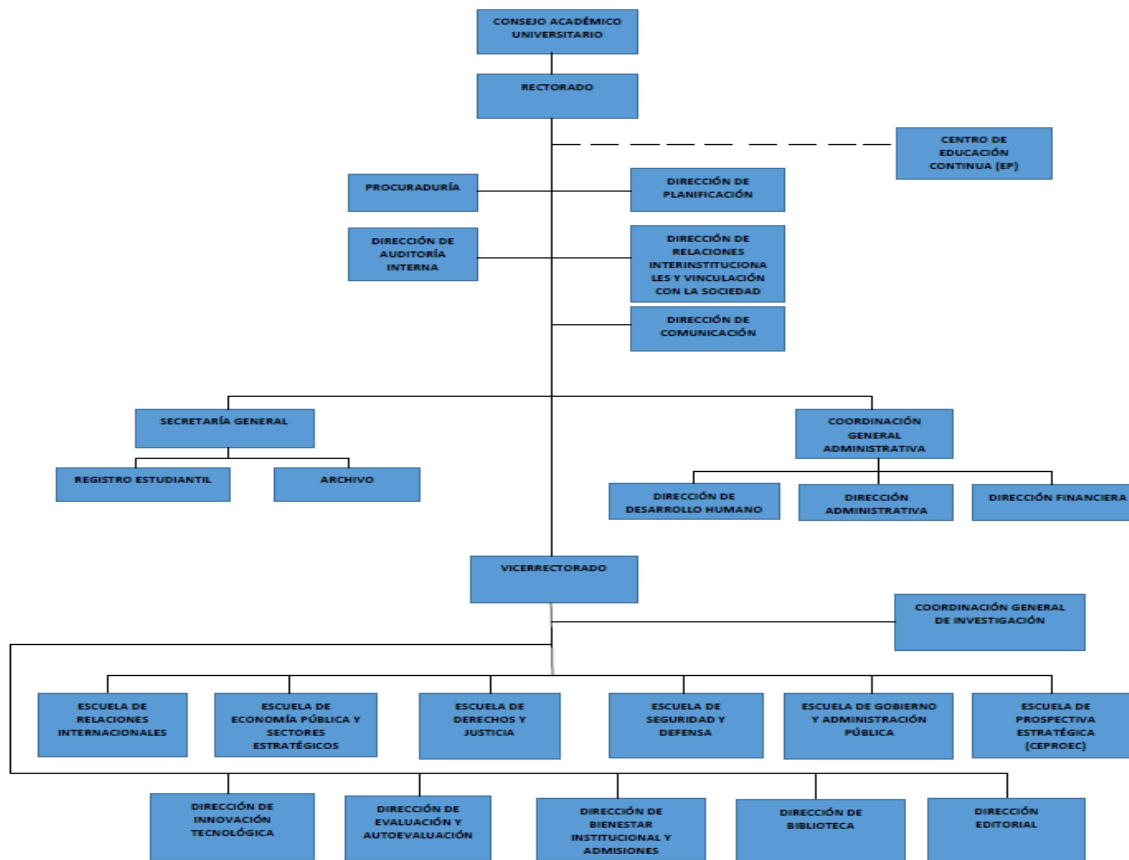 CONSEJO ACADÉMICO
UNIVERSITARIO
RECTORADO
CENTRO DE
EDUCACIÓN
CONTINUA (EP)
PROCURADURÍA
DIRECCIÓN DE
PLANIFICACIÓN
DIRECCIÓN DE
AUDITORÍA
INTERNA
DIRECCIÓN DE
RELACIONES
INTERINSTITUCIONA
LES Y VINCULACIÓN
CON LA SOCIEDAD
DIRECCIÓN DE
COMUNICACIÓN
SECRETARÍA GENERAL
COORDINACIÓN
GENERAL
ADMINISTRATIVA
REGISTRO ESTUDIANTIL
ARCHIVO
DIRECCIÓN DE
DESARROLLO HUMANO
DIRECCIÓN
ADMINISTRATIVA
DIRECCIÓN FINANCIERA
VICERRECTORADO
COORDINACIÓN GENERAL
DE INVESTIGACIÓN
ESCUELA DE
RELACIONES
INTERNACIONALES
ESCUELA DE
ECONOMÍA PÚBLICA Y
SECTORES
ESTRATÉGICOS
ESCUELA DE
DERECHOS Y
JUSTICIA
ESCUELA DE
SEGURIDAD Y
DEFENSA
ESCUELA DE GOBIERNO
Y ADMINISTRACIÓN
PÚBLICA
ESCUELA DE
PROSPECTIVA
ESTRATÉGICA
(CEPROEC)
DIRECCIÓN DE
INNOVACIÓN
TECNOLÓGICA
DIRECCIÓN DE
EVALUACIÓN Y
AUTOEVALUACIÓN
DIRECCIÓN DE
BIENESTAR
INSTITUCIONAL Y
ADMISIONES
DIRECCIÓN DE
BIBLIOTECA
DIRECCIÓN
EDITORIAL